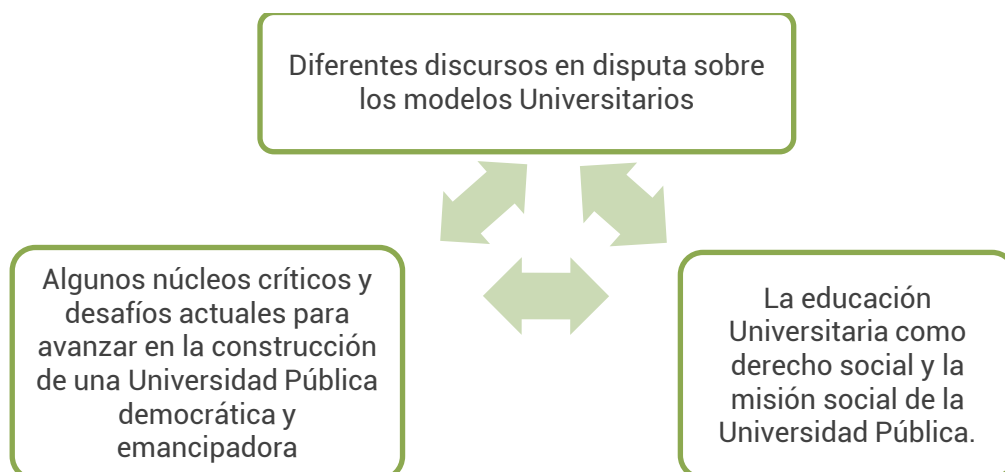 Diferentes discursos en disputa sobre
los modelos Universitarios
Algunos núcleos críticos y
desafíos actuales para
avanzar en la construcción
de una Universidad Pública
democrática y
emancipadora
La educación
Universitaria como
derecho social y la
misión social de la
Universidad Pública.